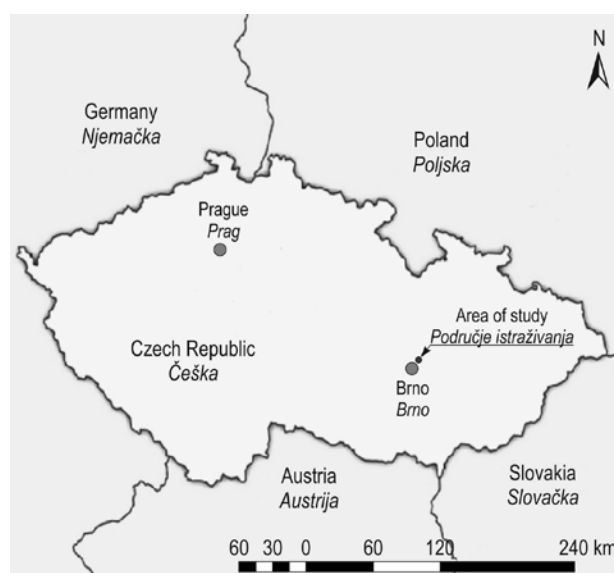 N
Germany
Njemačka
Poland
Poljska
Prague
Prag
Area of study
Područje istraživanja
Czech Republic
Češka
Brno
Brno
Austria
Austrija
Slovakia
Slovačka
60 30 0 60 120 240 km